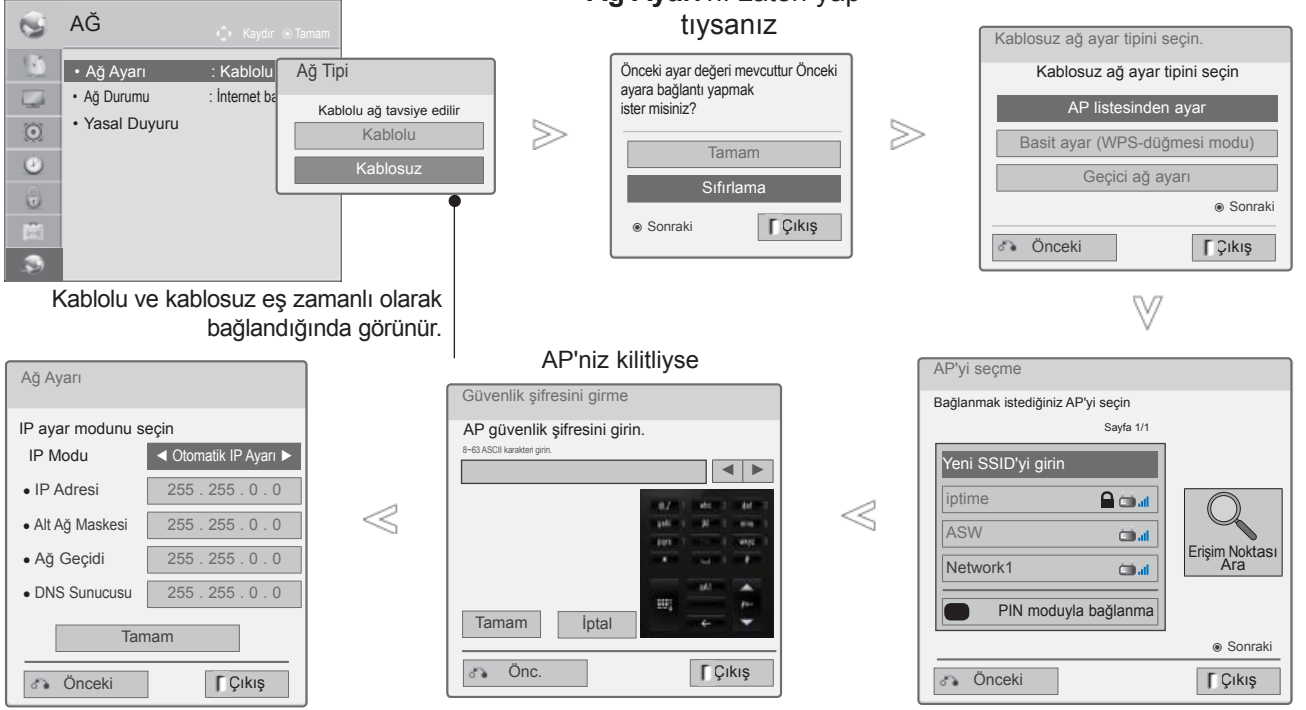 AĞ
Kaydır Tamam
• Ağ Ayarı : Kablolu
• Ağ Durumu : İnternet ba
• Yasal Duyuru
Ağ Tipi
Kablolu ağ tavsiye edilir
Kablolu
Kablosuz
Kablolu ve kablosuz eş zamanlı olarak
bağlandığında görünür.
tıysanız
Önceki ayar değeri mevcuttur Önceki
ayara bağlantı yapmak
ister misiniz?
Tamam
Sıfırlama
Sonraki
Çıkış
Kablosuz ağ ayar tipini seçin.
Kablosuz ağ ayar tipini seçin
AP listesinden ayar
Basit ayar (WPS-düğmesi modu)
Geçici ağ ayarı
Sonraki
Önceki
Çıkış
AP'yi seçme
Bağlanmak istediğiniz AP'yi seçin
Sayfa 1/1
Yeni SSID'yi girin
iptime
ASW
Network1
PIN moduyla bağlanma
Erişim Noktası
Ara
Sonraki
Önceki
Çıkış
AP'niz kilitliyse
Güvenlik şifresini girme
AP güvenlik şifresini girin.
8~63 ASCII karakteri girin.
◀ ▶
Tamam
İptal
Önc.
Çıkış
Ağ Ayarı
IP ayar modunu seçin
IP Modu ◀ Otomatik IP Ayarı ▶
• IP Adresi 255 . 255 . 0 . 0
• Alt Ağ Maskesi 255 . 255 . 0 . 0
• Ağ Geçidi 255 . 255 . 0 . 0
• DNS Sunucusu 255 . 255 . 0 . 0
Tamam
Önceki
Çıkış